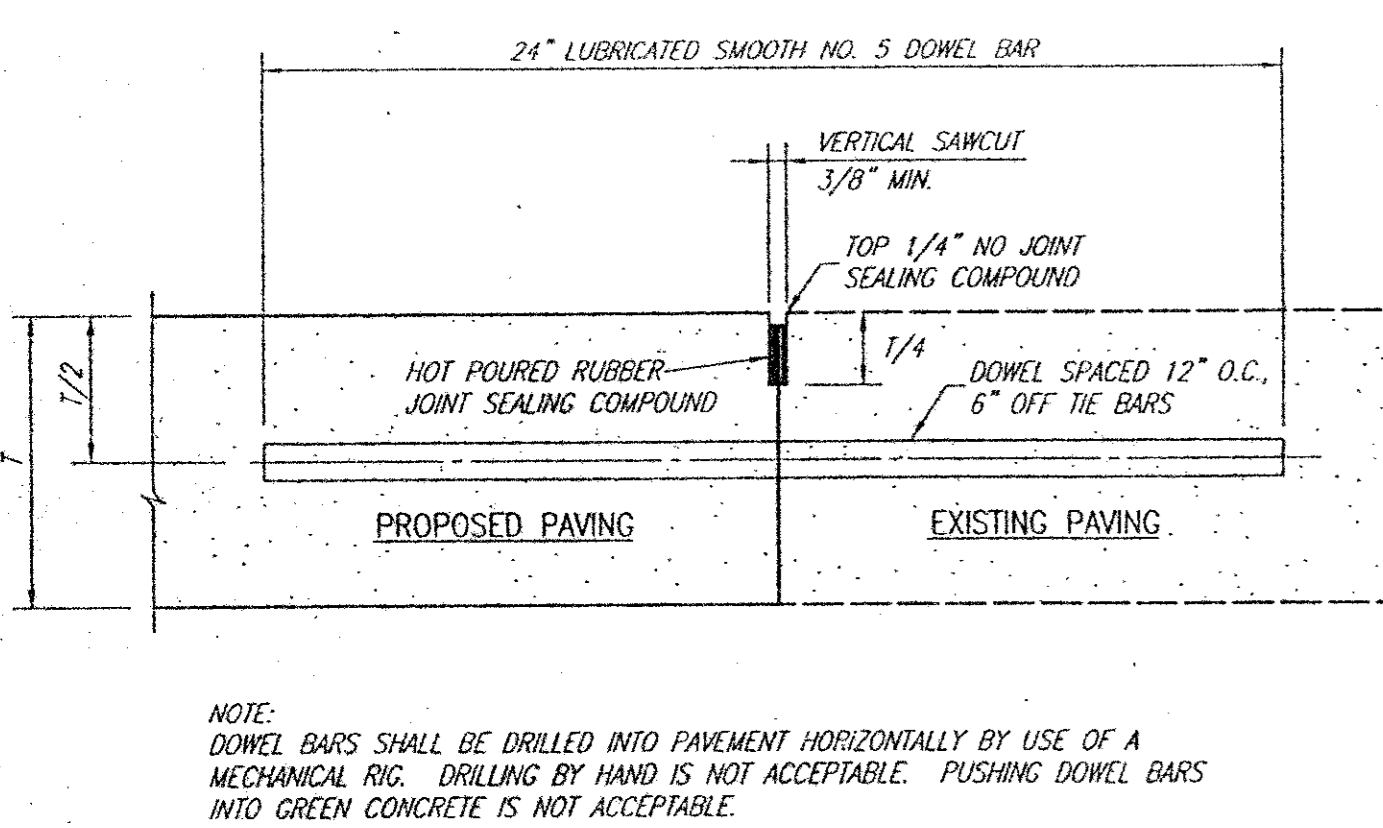 24" LUBRICATED SMOOTH NO. 5 DOWEL BAR
VERTICAL SAWCUT
3/8" MIN.
TOP 1/4" NO JOINT
SEALING COMPOUND
T/4
T/2
T
HOT POURED RUBBER
JOINT SEALING COMPOUND
DOWEL SPACED 12" O.C.,
6" OFF TIE BARS
PROPOSED PAVING
EXISTING PAVING
NOTE:
DOWEL BARS SHALL BE DRILLED INTO PAVEMENT HORIZONTALLY BY USE OF A
MECHANICAL RIG. DRILLING BY HAND IS NOT ACCEPTABLE. PUSHING DOWEL BARS
INTO GREEN CONCRETE IS NOT ACCEPTABLE.